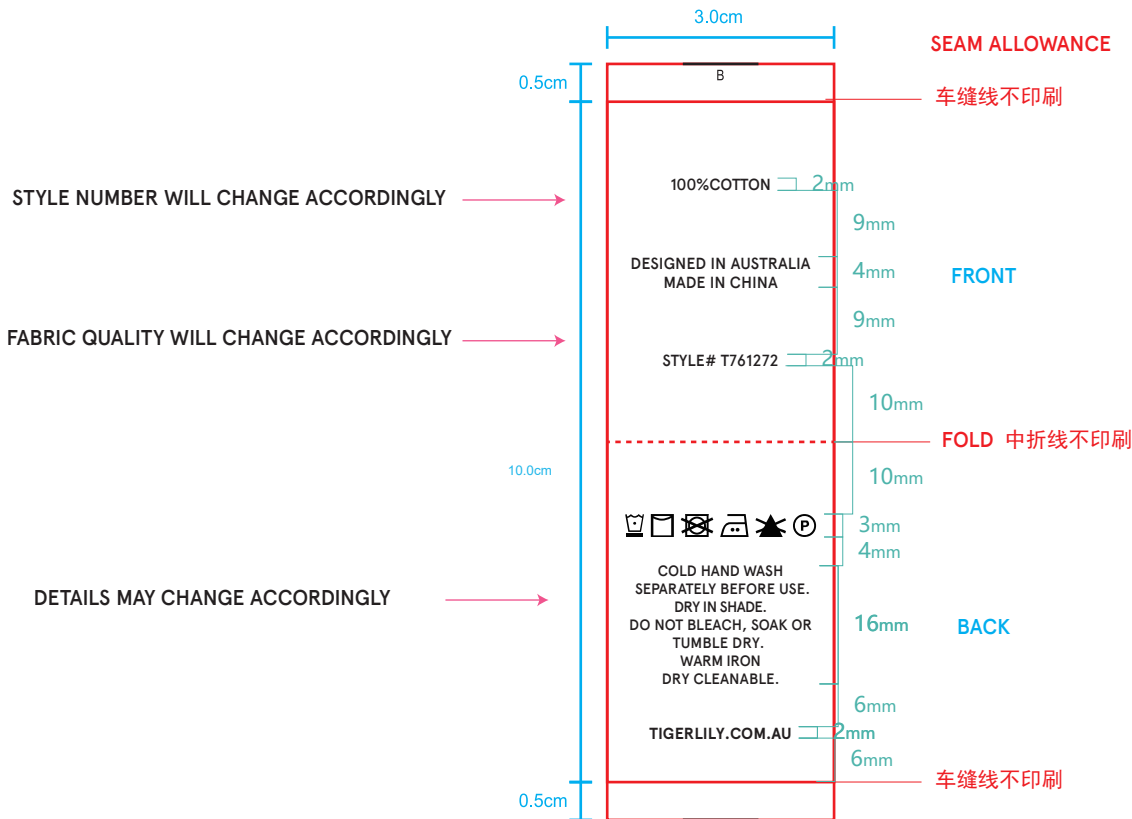 3.0cm
SEAM ALLOWANCE
0.5cm
B
车缝线不印刷
100%COTTON
2mm
STYLE NUMBER WILL CHANGE ACCORDINGLY
9mm
DESIGNED IN AUSTRALIA
MADE IN CHINA
4mm
FRONT
9mm
FABRIC QUALITY WILL CHANGE ACCORDINGLY
STYLE# T761272
2mm
10mm
FOLD 中折线不印刷
10.0cm
10mm
P
3mm
4mm
COLD HAND WASH
SEPARATELY BEFORE USE.
DRY IN SHADE.
DO NOT BLEACH, SOAK OR
TUMBLE DRY.
WARM IRON
DRY CLEANABLE.
DETAILS MAY CHANGE ACCORDINGLY
16mm
BACK
6mm
TIGERLILY.COM.AU
2mm
6mm
车缝线不印刷
0.5cm